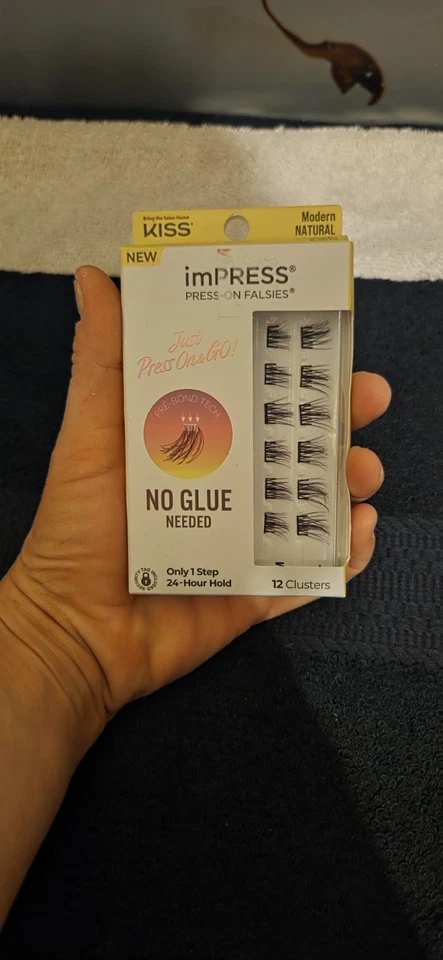 Bring the Salon Home
KISS®
Modern
NATURAL
NEW
imPRESS®
PRESS-ON FALSIES®
Just
Press On & GO!
PRE-BOND TECH
NO GLUE
NEEDED
Only 1 Step
24-Hour Hold
12 Clusters